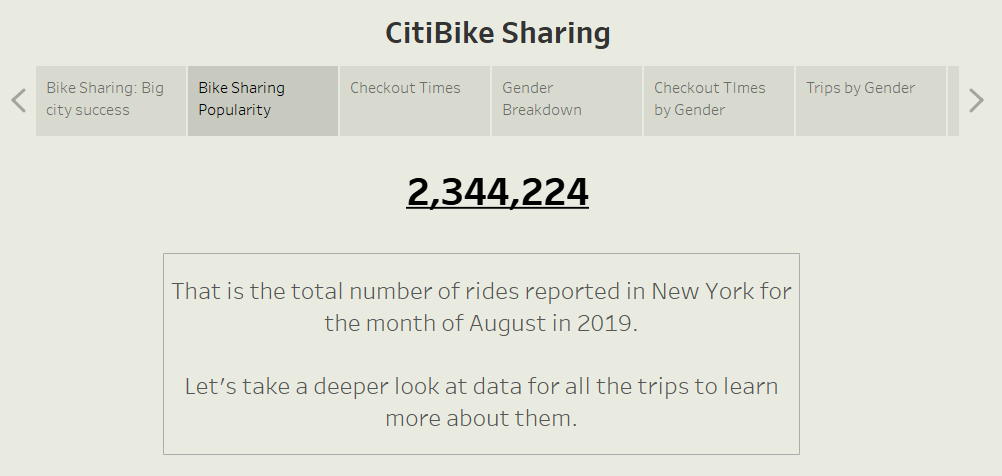 CitiBike Sharing
Bike Sharing: Big
city success
Bike Sharing
Popularity
Checkout Times
Gender
Breakdown
Checkout TImes
by Gender
Trips by Gender
2,344,224
That is the total number of rides reported in New York for
the month of August in 2019.
Let's take a deeper look at data for all the trips to learn
more about them.